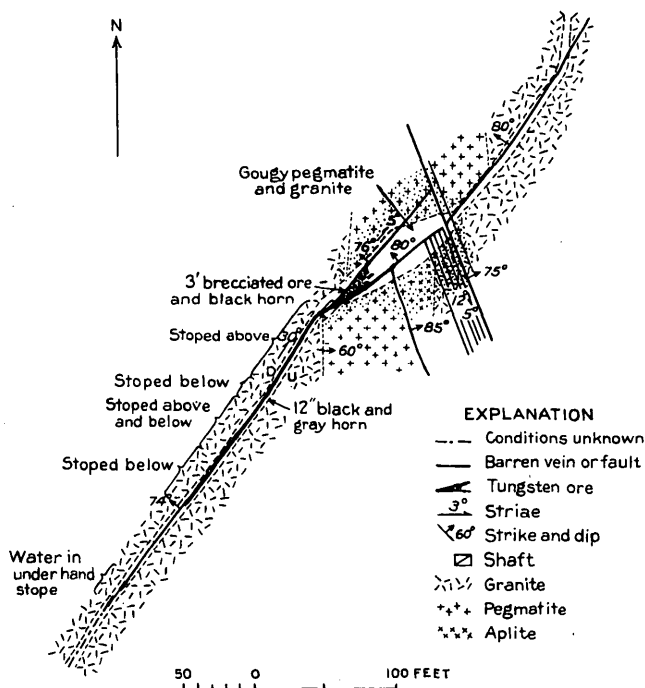 N
80°
Gougy pegmatite
and granite
5°
76°
80°
3' brecciated ore
and black horn
75°
12°
5°
Stoped above
30°
85°
60°
Stoped below
D
U
Stoped above
and below
12" black and
gray horn
Stoped below
74°
Water in
under hand
stope
EXPLANATION
Conditions unknown
Barren vein or fault
Tungsten ore
3° Striae
60° Strike and dip
Shaft
Granite
Pegmatite
Aplite
50 0 100 FEET